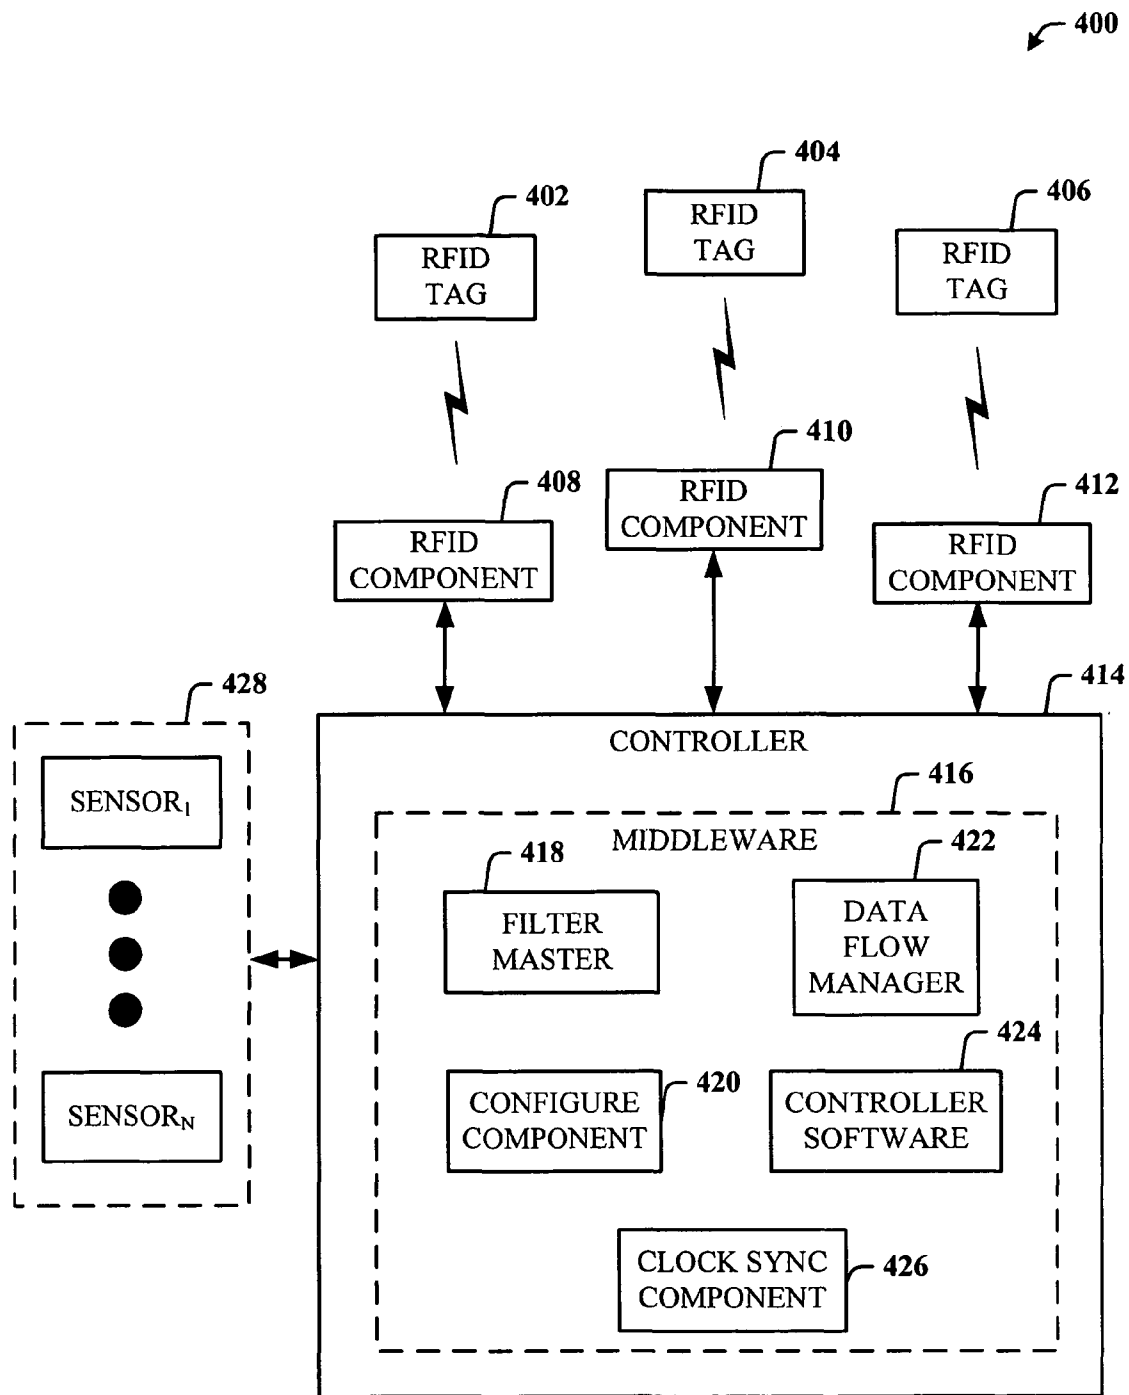 400
404
402
406
RFID
TAG
RFID
TAG
RFID
TAG
410
408
412
RFID
COMPONENT
RFID
COMPONENT
RFID
COMPONENT
428
414
CONTROLLER
SENSOR₁
416
MIDDLEWARE
418
422
FILTER
MASTER
DATA
FLOW
MANAGER
424
420
CONFIGURE
COMPONENT
CONTROLLER
SOFTWARE
SENSOR_N
CLOCK SYNC
COMPONENT
426